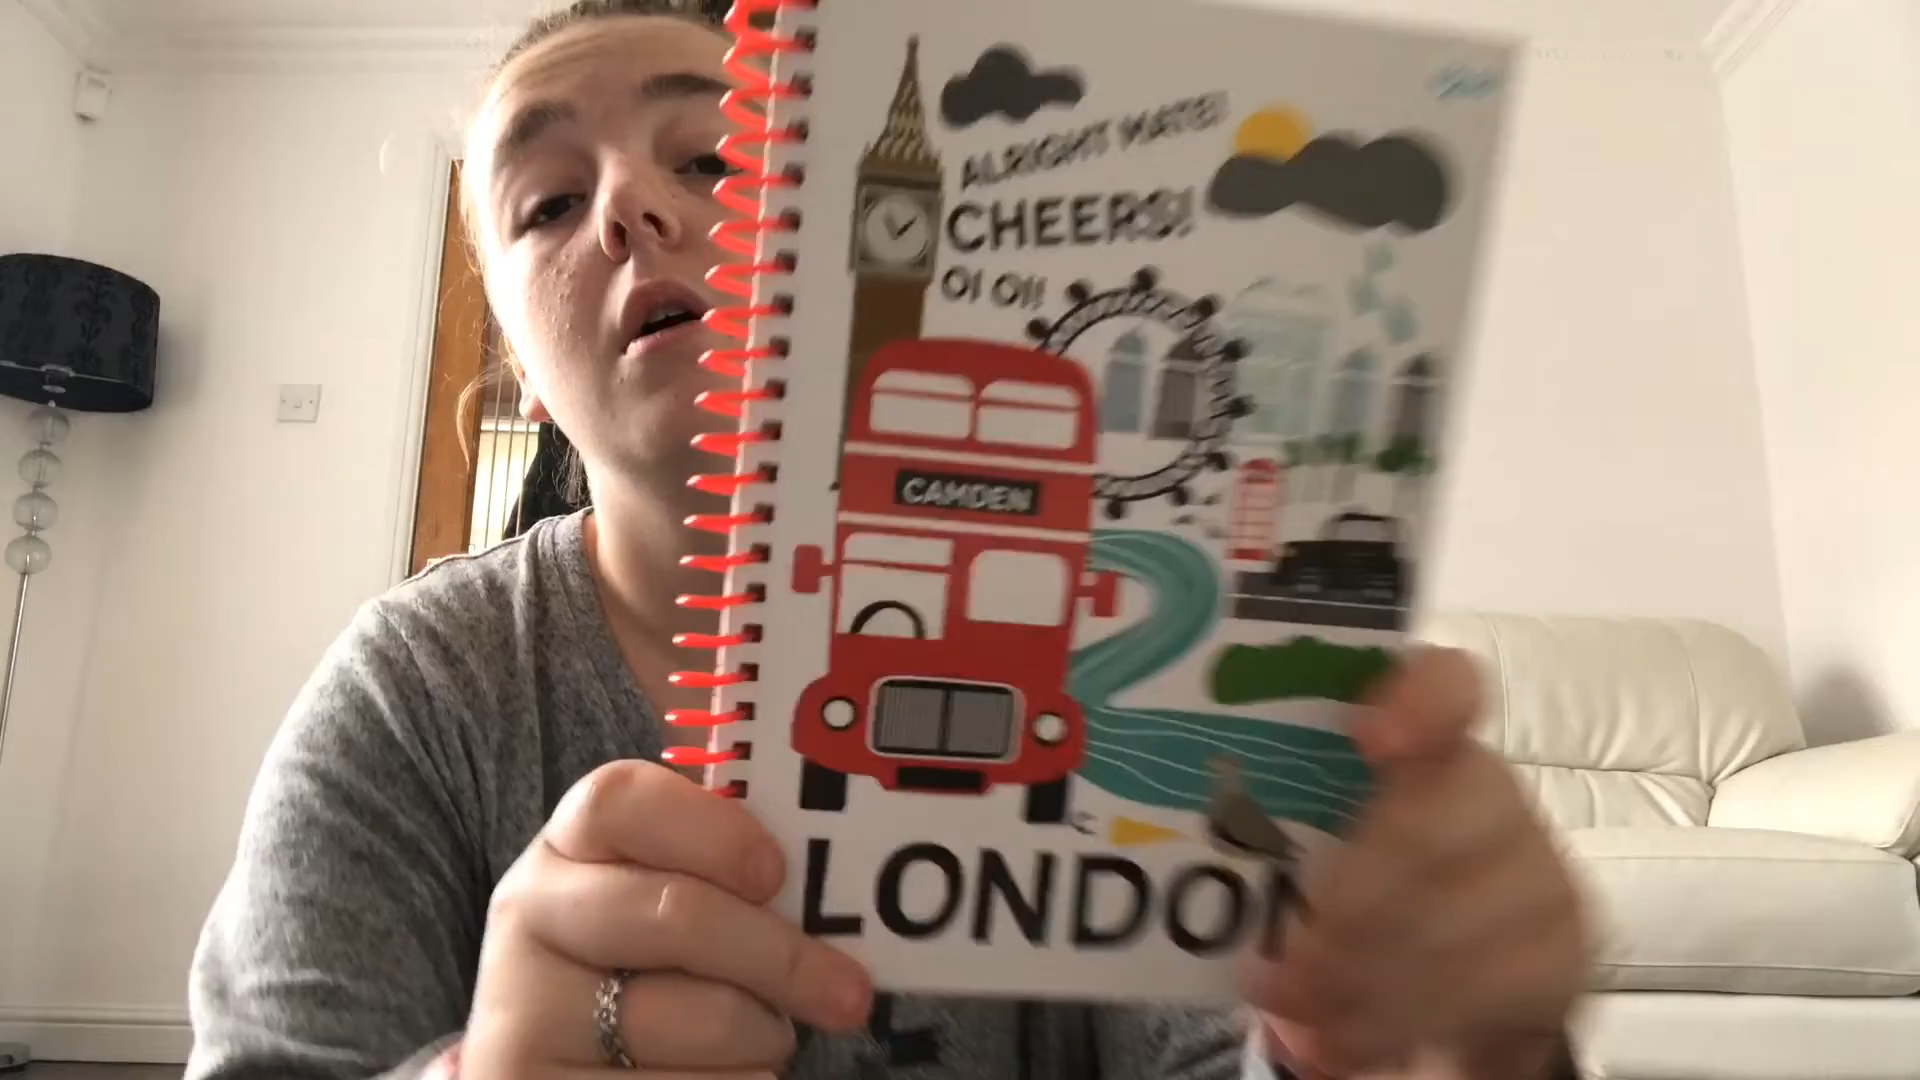 ALRIGHT MATE!
CHEERS!
OI OI!
CAMDEN
LONDON